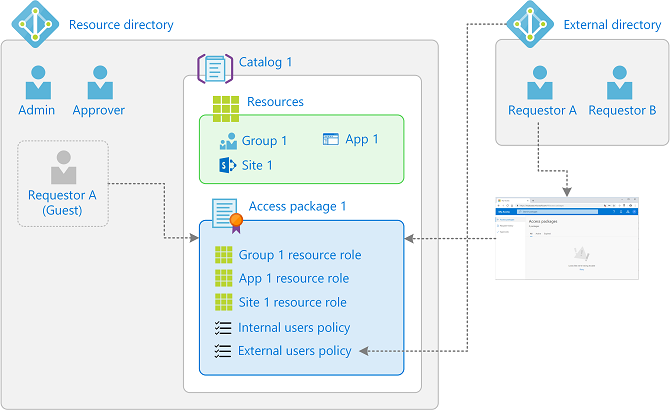 Resource directory
External directory
Catalog 1
Admin
Approver
Requestor A
Requestor B
Resources
Group 1
App 1
Site 1
Requestor A
(Guest)
Access package 1
Access packages
Group 1 resource role
App 1 resource role
Site 1 resource role
Internal users policy
External users policy